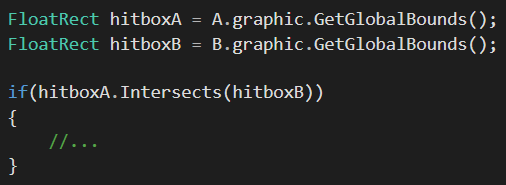 FloatRect hitboxA = A.graphic.GetGlobalBounds();
FloatRect hitboxB = B.graphic.GetGlobalBounds();

if(hitboxA.Intersects(hitboxB))
{
    //...
}